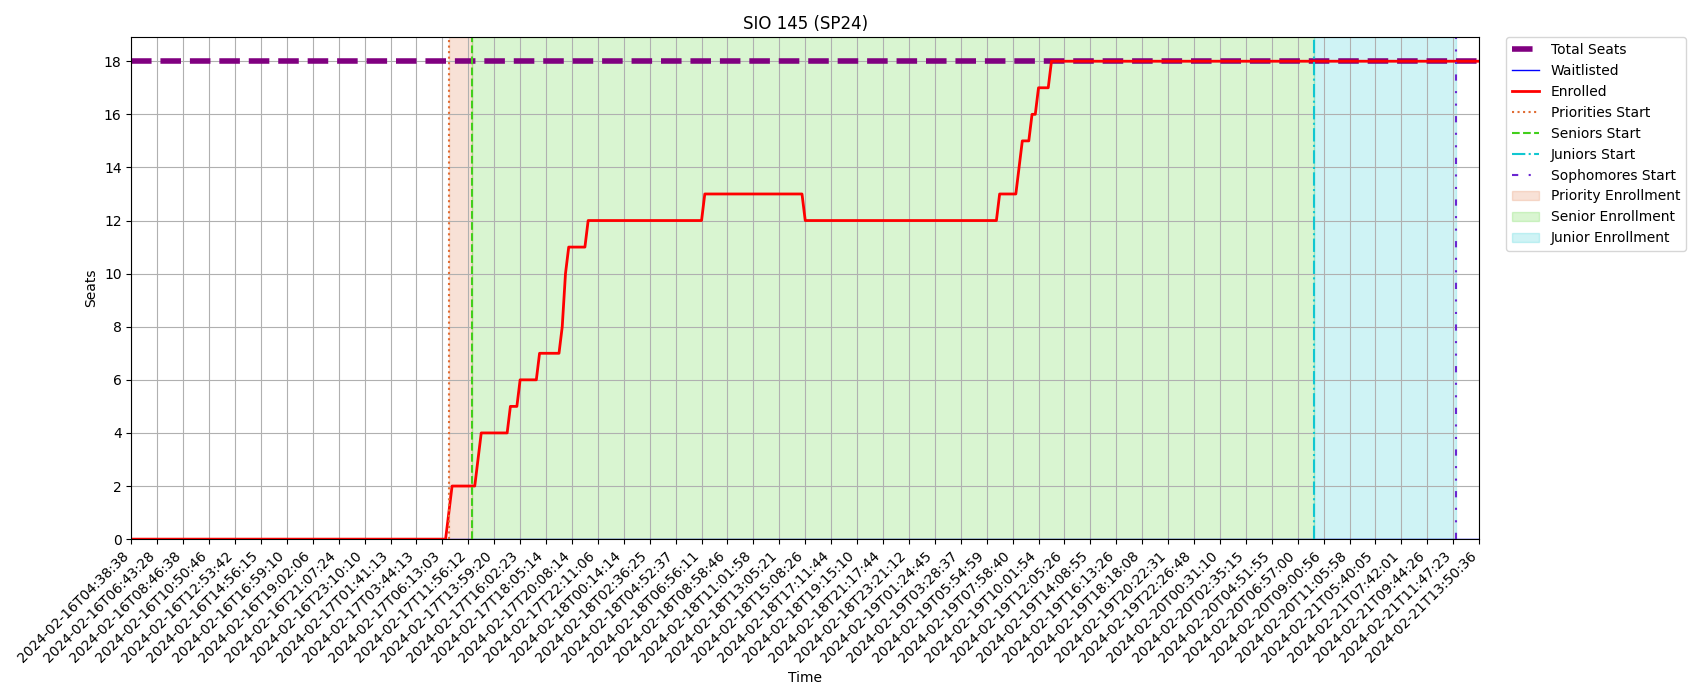 SIO 145 (SP24)
Seats
18
16
14
12
10
8
6
4
2
0
2024-02-16T04:38:38
2024-02-16T06:43:28
2024-02-16T08:46:38
2024-02-16T10:50:46
2024-02-16T12:53:42
2024-02-16T14:56:15
2024-02-16T16:59:10
2024-02-16T19:02:06
2024-02-16T21:07:24
2024-02-16T23:10:10
2024-02-17T01:41:13
2024-02-17T03:44:13
2024-02-17T06:13:03
2024-02-17T11:56:12
2024-02-17T13:59:20
2024-02-17T16:02:23
2024-02-17T18:05:14
2024-02-17T20:08:14
2024-02-17T22:11:06
2024-02-18T00:14:14
2024-02-18T02:36:25
2024-02-18T04:52:37
2024-02-18T06:56:11
2024-02-18T08:58:46
2024-02-18T11:01:58
2024-02-18T13:05:21
2024-02-18T15:08:26
2024-02-18T17:11:44
2024-02-18T19:15:10
2024-02-18T21:17:44
2024-02-18T23:21:12
2024-02-19T01:24:45
2024-02-19T03:28:37
2024-02-19T05:54:59
2024-02-19T07:58:40
2024-02-19T10:01:54
2024-02-19T12:05:26
2024-02-19T14:08:55
2024-02-19T16:13:26
2024-02-19T18:18:08
2024-02-19T20:22:31
2024-02-19T22:26:48
2024-02-20T00:31:10
2024-02-20T02:35:15
2024-02-20T04:51:55
2024-02-20T06:57:00
2024-02-20T09:00:56
2024-02-20T11:05:58
2024-02-21T05:40:05
2024-02-21T07:42:01
2024-02-21T09:44:26
2024-02-21T11:47:23
2024-02-21T13:50:36
Time
Total Seats
Waitlisted
Enrolled
Priorities Start
Seniors Start
Juniors Start
Sophomores Start
Priority Enrollment
Senior Enrollment
Junior Enrollment